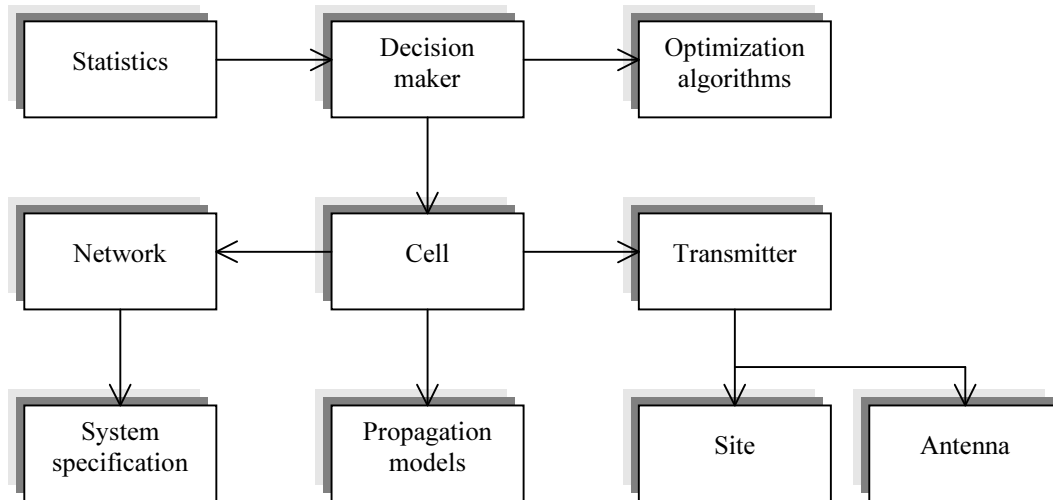 Statistics
Decision
maker
Optimization
algorithms
Network
Cell
Transmitter
System
specification
Propagation
models
Site
Antenna